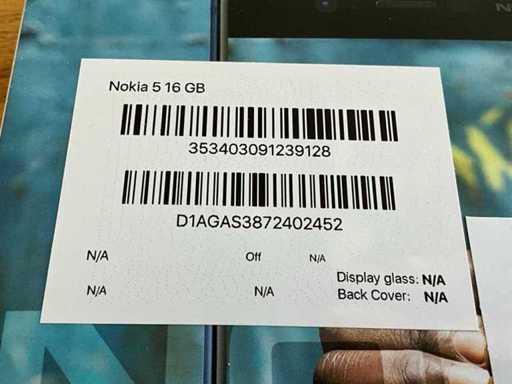 Nokia 5 16 GB
353403091239128
D1AGAS3872402452
N/A Off N/A
Display glass: N/A
N/A N/A Back Cover: N/A